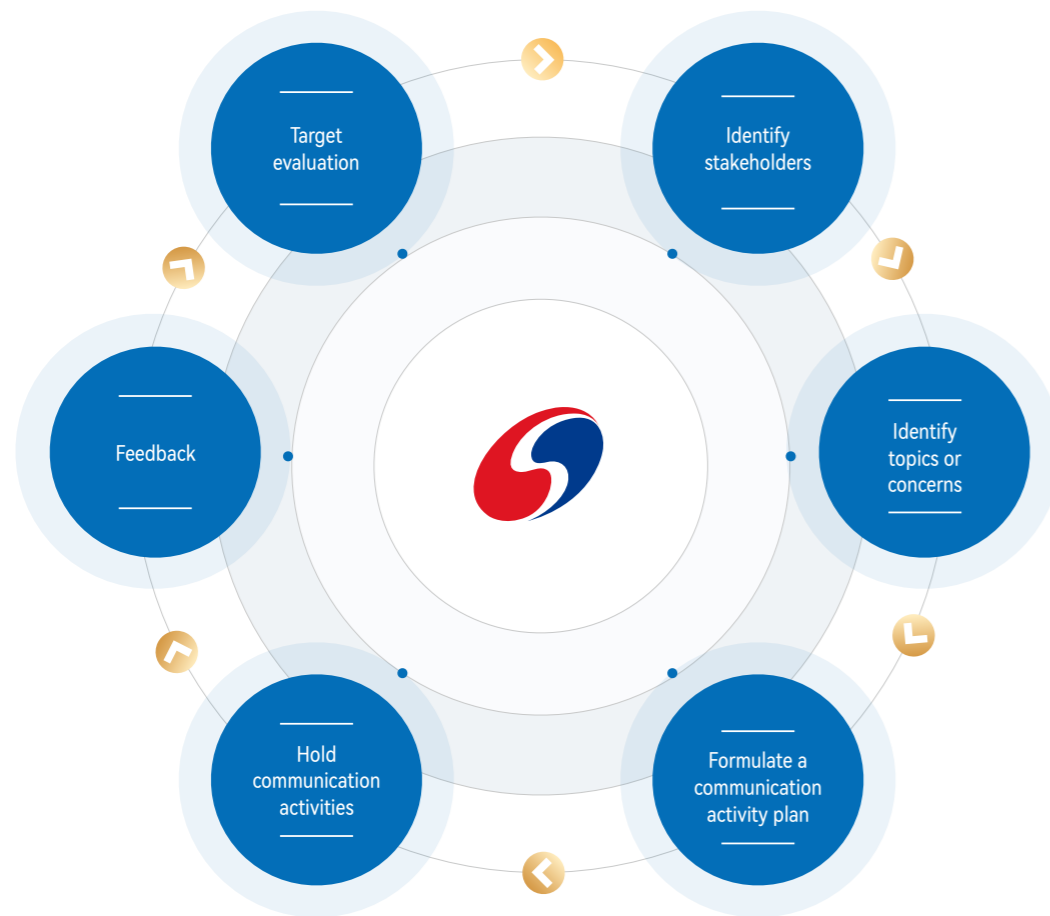 Target
evaluation
Identify
stakeholders
Identify
topics or
concerns
Formulate a
communication
activity plan
Hold
communication
activities
Feedback